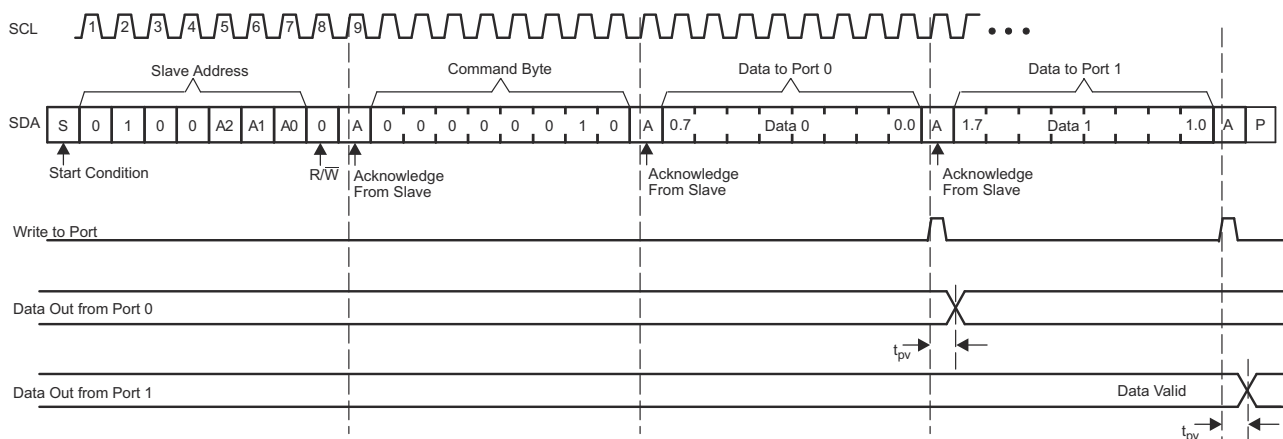 SCL 1 2 3 4 5 6 7 8 9
Slave Address Command Byte Data to Port 0 Data to Port 1
SDA S 0 1 0 0 A2 A1 A0 0 A 0 0 0 0 0 0 1 0 A 0.7 Data 0 0.0 A 1.7 Data 1 1.0 A P
Start Condition R/W̅ Acknowledge From Slave Acknowledge From Slave Acknowledge From Slave
Write to Port
Data Out from Port 0
tpv
Data Out from Port 1 Data Valid
tpv